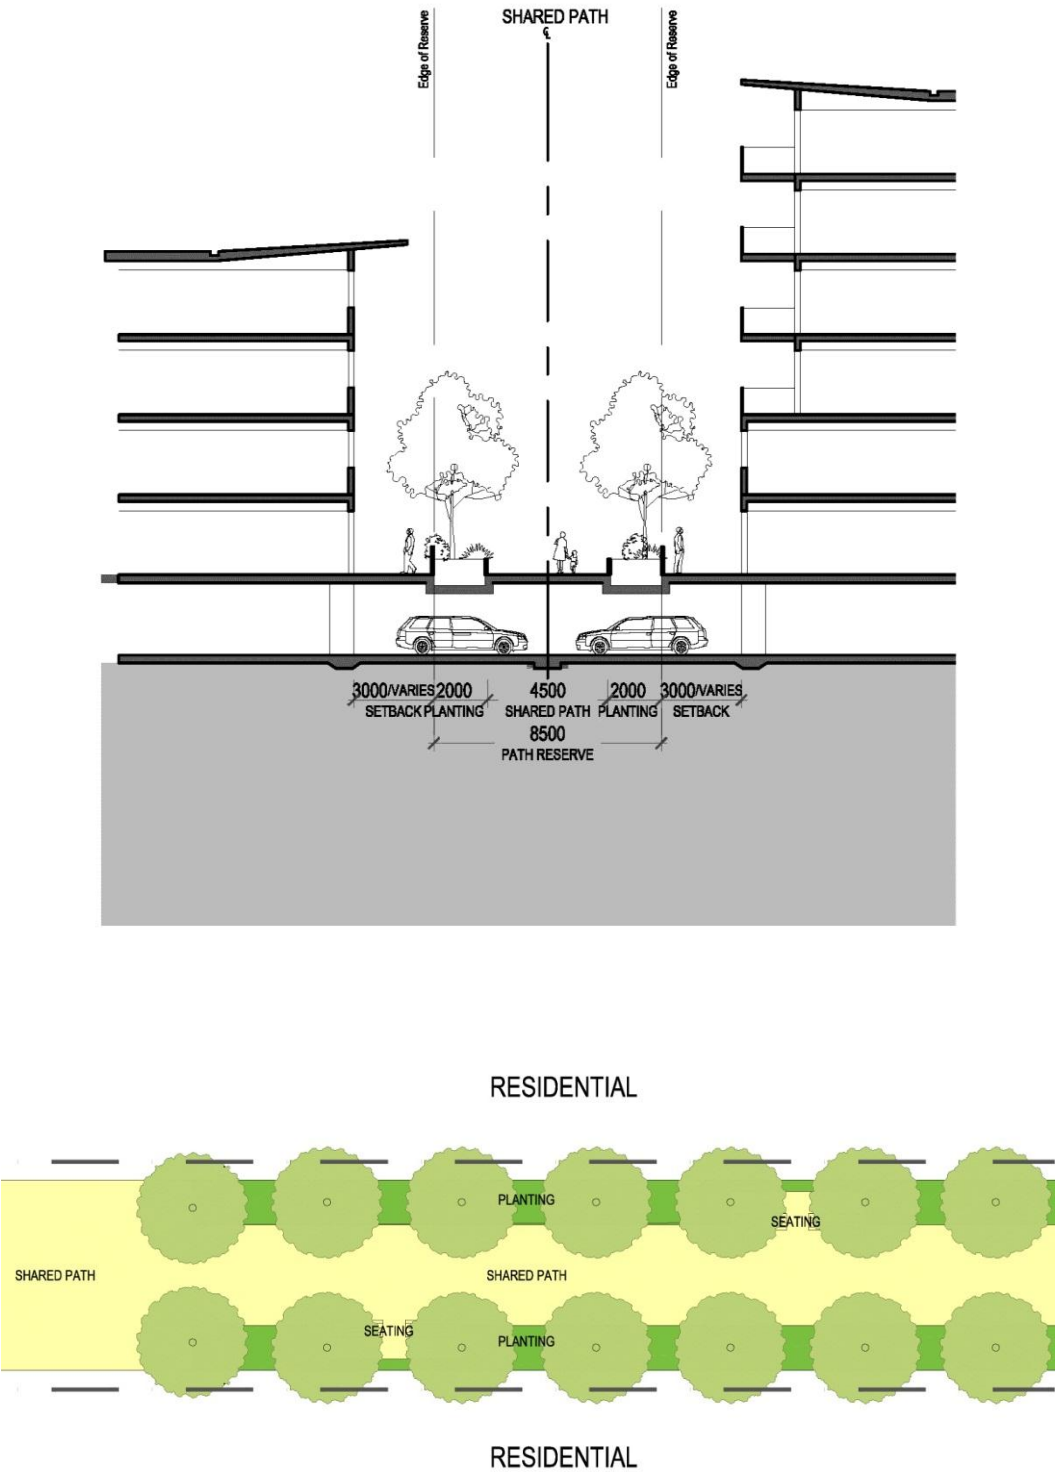 SHARED PATH
℄
Edge of Reserve
Edge of Reserve
3000/VARIES 2000 4500 2000 3000/VARIES
SETBACK PLANTING SHARED PATH PLANTING SETBACK
8500
PATH RESERVE
RESIDENTIAL
PLANTING
SEATING
SHARED PATH SHARED PATH
SEATING
PLANTING
RESIDENTIAL